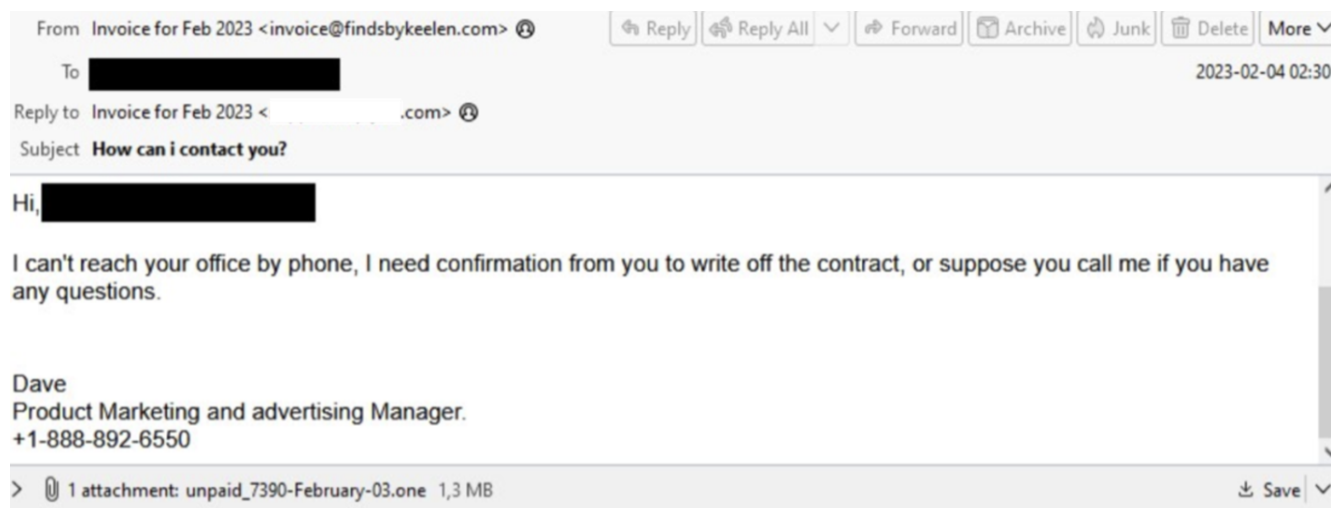 From Invoice for Feb 2023 <invoice@findsbykeelen.com> Reply Reply All Forward Archive Junk Delete More
To 2023-02-04 02:30
Reply to Invoice for Feb 2023 < .com>
Subject How can i contact you?
Hi,
I can't reach your office by phone, I need confirmation from you to write off the contract, or suppose you call me if you have
any questions.
Dave
Product Marketing and advertising Manager.
+1-888-892-6550
1 attachment: unpaid_7390-February-03.one 1,3 MB Save